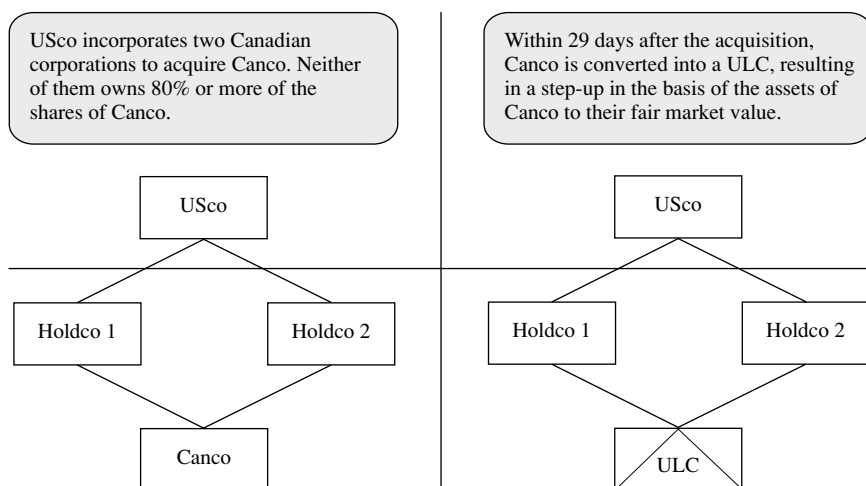 USco incorporates two Canadian
corporations to acquire Canco. Neither
of them owns 80% or more of the
shares of Canco.
Within 29 days after the acquisition,
Canco is converted into a ULC, resulting
in a step-up in the basis of the assets of
Canco to their fair market value.
USco
USco
Holdco 1
Holdco 2
Holdco 1
Holdco 2
Canco
ULC